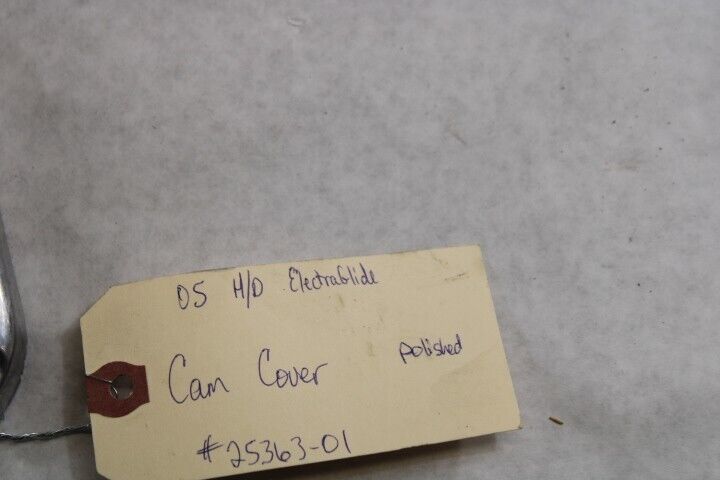 05 H/D ElectraGlide
Cam Cover polished
#25363-01